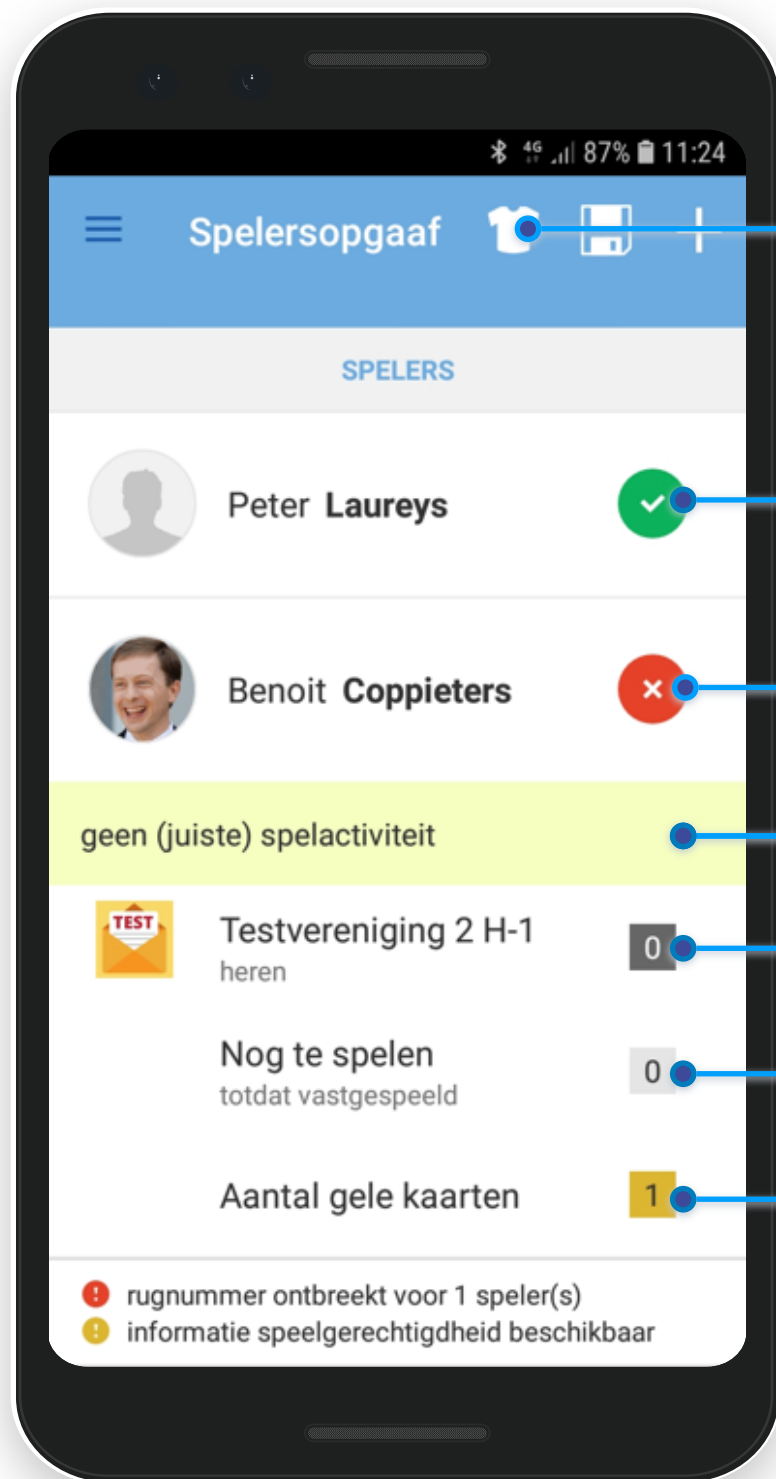 4G 87% 11:24
Spelersopgaaf
SPELERS
Peter Laureys
Benoit Coppieters
geen (juiste) spelactiviteit
TEST
Testvereniging 2 H-1 0
heren
Nog te spelen 0
totdat vastgespeeld
Aantal gele kaarten 1
rugnummer ontbreekt voor 1 speler(s)
informatie speelgerechtigdheid beschikbaar